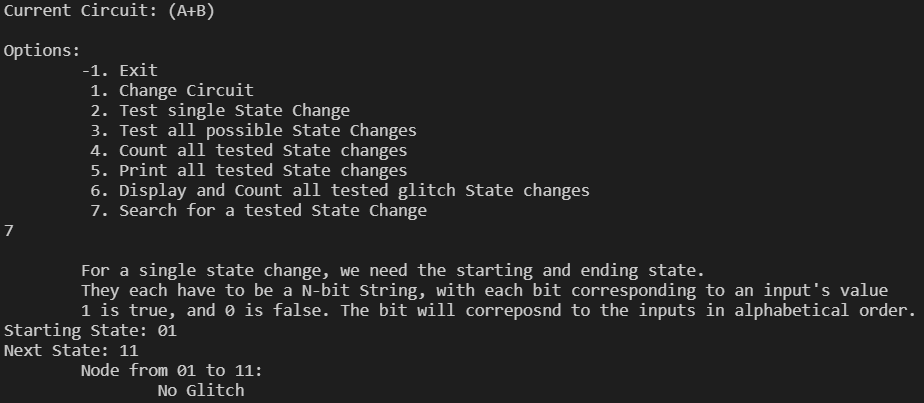 Current Circuit: (A+B)
Options:
-1. Exit
1. Change Circuit
2. Test single State Change
3. Test all possible State Changes
4. Count all tested State changes
5. Print all tested State changes
6. Display and Count all tested glitch State changes
7. Search for a tested State Change
7
For a single state change, we need the starting and ending state.
They each have to be a N-bit String, with each bit corresponding to an input's value
1 is true, and 0 is false. The bit will correposnd to the inputs in alphabetical order.
Starting State: 01
Next State: 11
Node from 01 to 11:
No Glitch